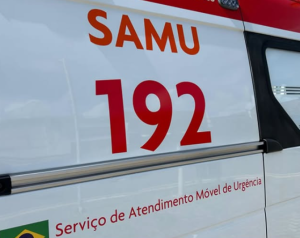 SAMU
192
Serviço de Atendimento Móvel de Urgência